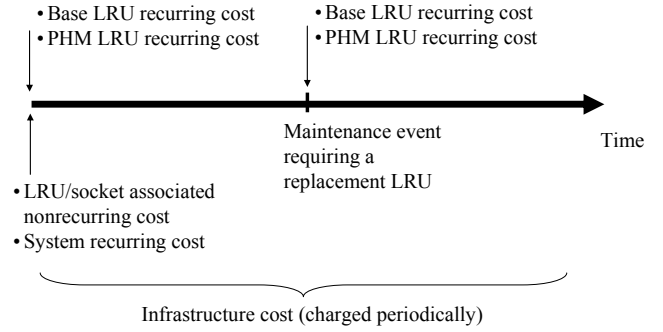 • Base LRU recurring cost
• PHM LRU recurring cost
• Base LRU recurring cost
• PHM LRU recurring cost
Time
Maintenance event
requiring a
replacement LRU
• LRU/socket associated
nonrecurring cost
• System recurring cost
Infrastructure cost (charged periodically)